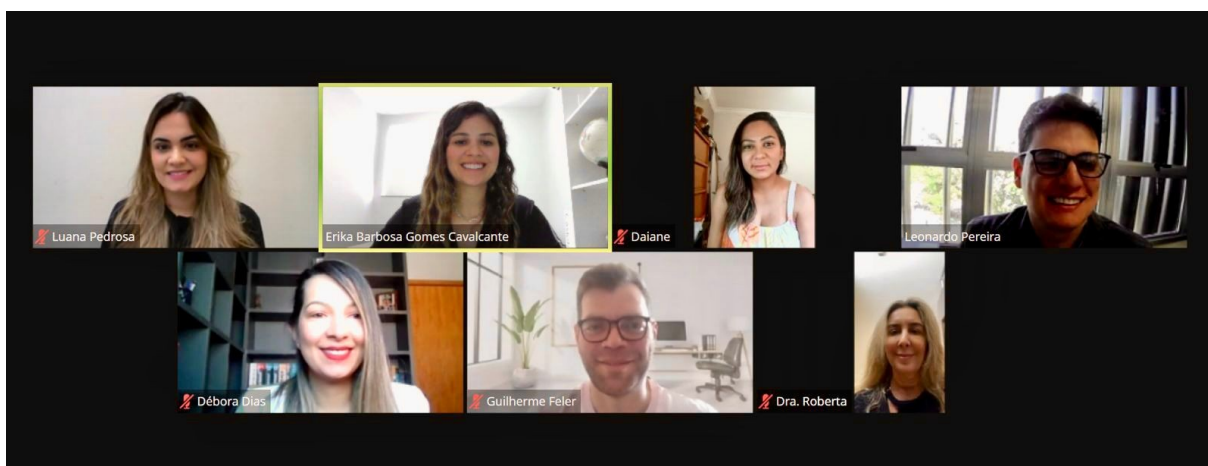 Luana Pedrosa
Erika Barbosa Gomes Cavalcante
Daiane
Leonardo Pereira
Débora Dias
Guilherme Feler
Dra. Roberta